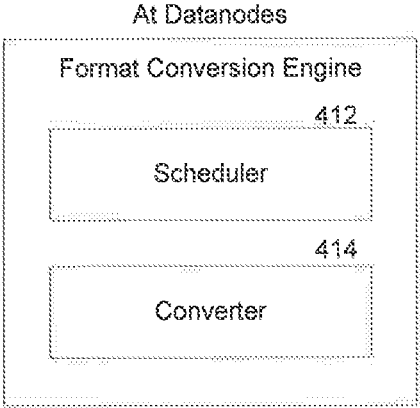 At Datanodes
Format Conversion Engine
412
Scheduler
414
Converter